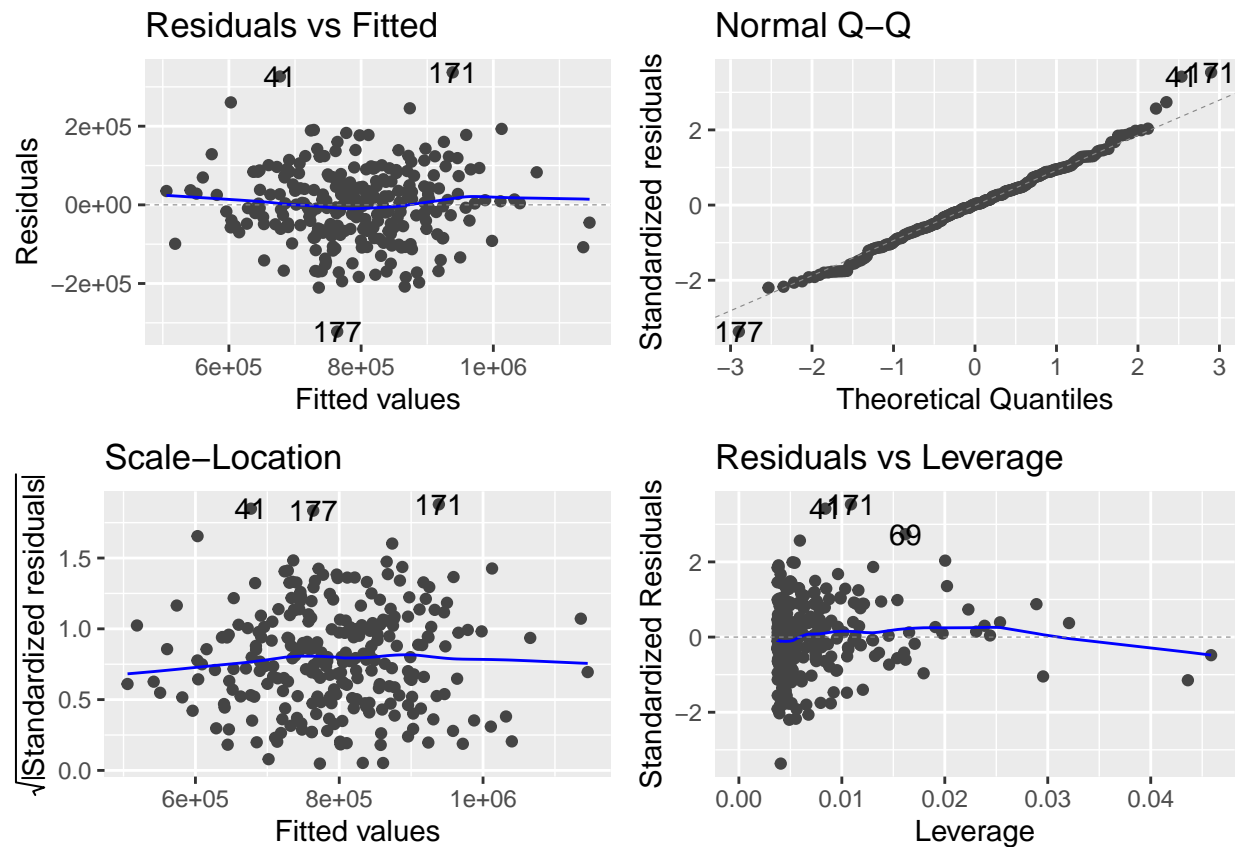 Residuals vs Fitted
Residuals
2e+05
0e+00
−2e+05
41
171
177
6e+05 8e+05 1e+06
Fitted values
Normal Q−Q
Standardized residuals
2
0
−2
41
171
177
−3 −2 −1 0 1 2 3
Theoretical Quantiles
Scale−Location
√|Standardized residuals|
1.5
1.0
0.5
0.0
41
177
171
6e+05 8e+05 1e+06
Fitted values
Residuals vs Leverage
Standardized Residuals
2
0
−2
41
171
69
0.00 0.01 0.02 0.03 0.04
Leverage